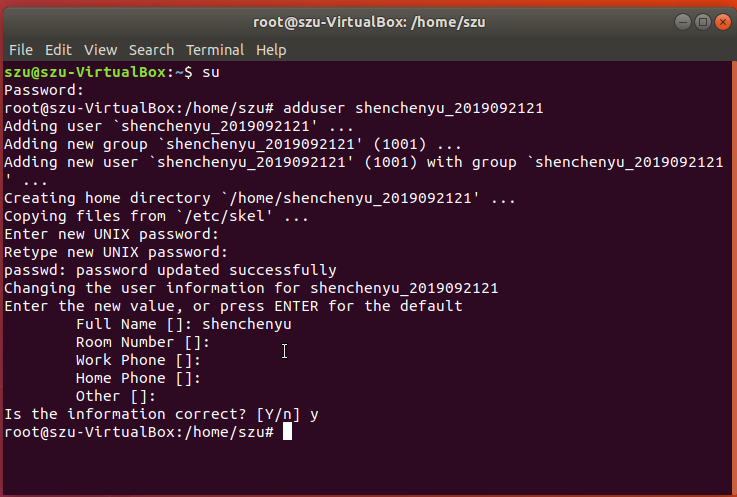 root@szu-VirtualBox: /home/szu
File Edit View Search Terminal Help
szu@szu-VirtualBox:~$ su
Password:
root@szu-VirtualBox:/home/szu# adduser shenchenyu_2019092121
Adding user `shenchenyu_2019092121' ...
Adding new group `shenchenyu_2019092121' (1001) ...
Adding new user `shenchenyu_2019092121' (1001) with group `shenchenyu_2019092121
' ...
Creating home directory `/home/shenchenyu_2019092121' ...
Copying files from `/etc/skel' ...
Enter new UNIX password:
Retype new UNIX password:
passwd: password updated successfully
Changing the user information for shenchenyu_2019092121
Enter the new value, or press ENTER for the default
        Full Name []: shenchenyu
        Room Number []:
        Work Phone []:
        Home Phone []:
        Other []:
Is the information correct? [Y/n] y
root@szu-VirtualBox:/home/szu#